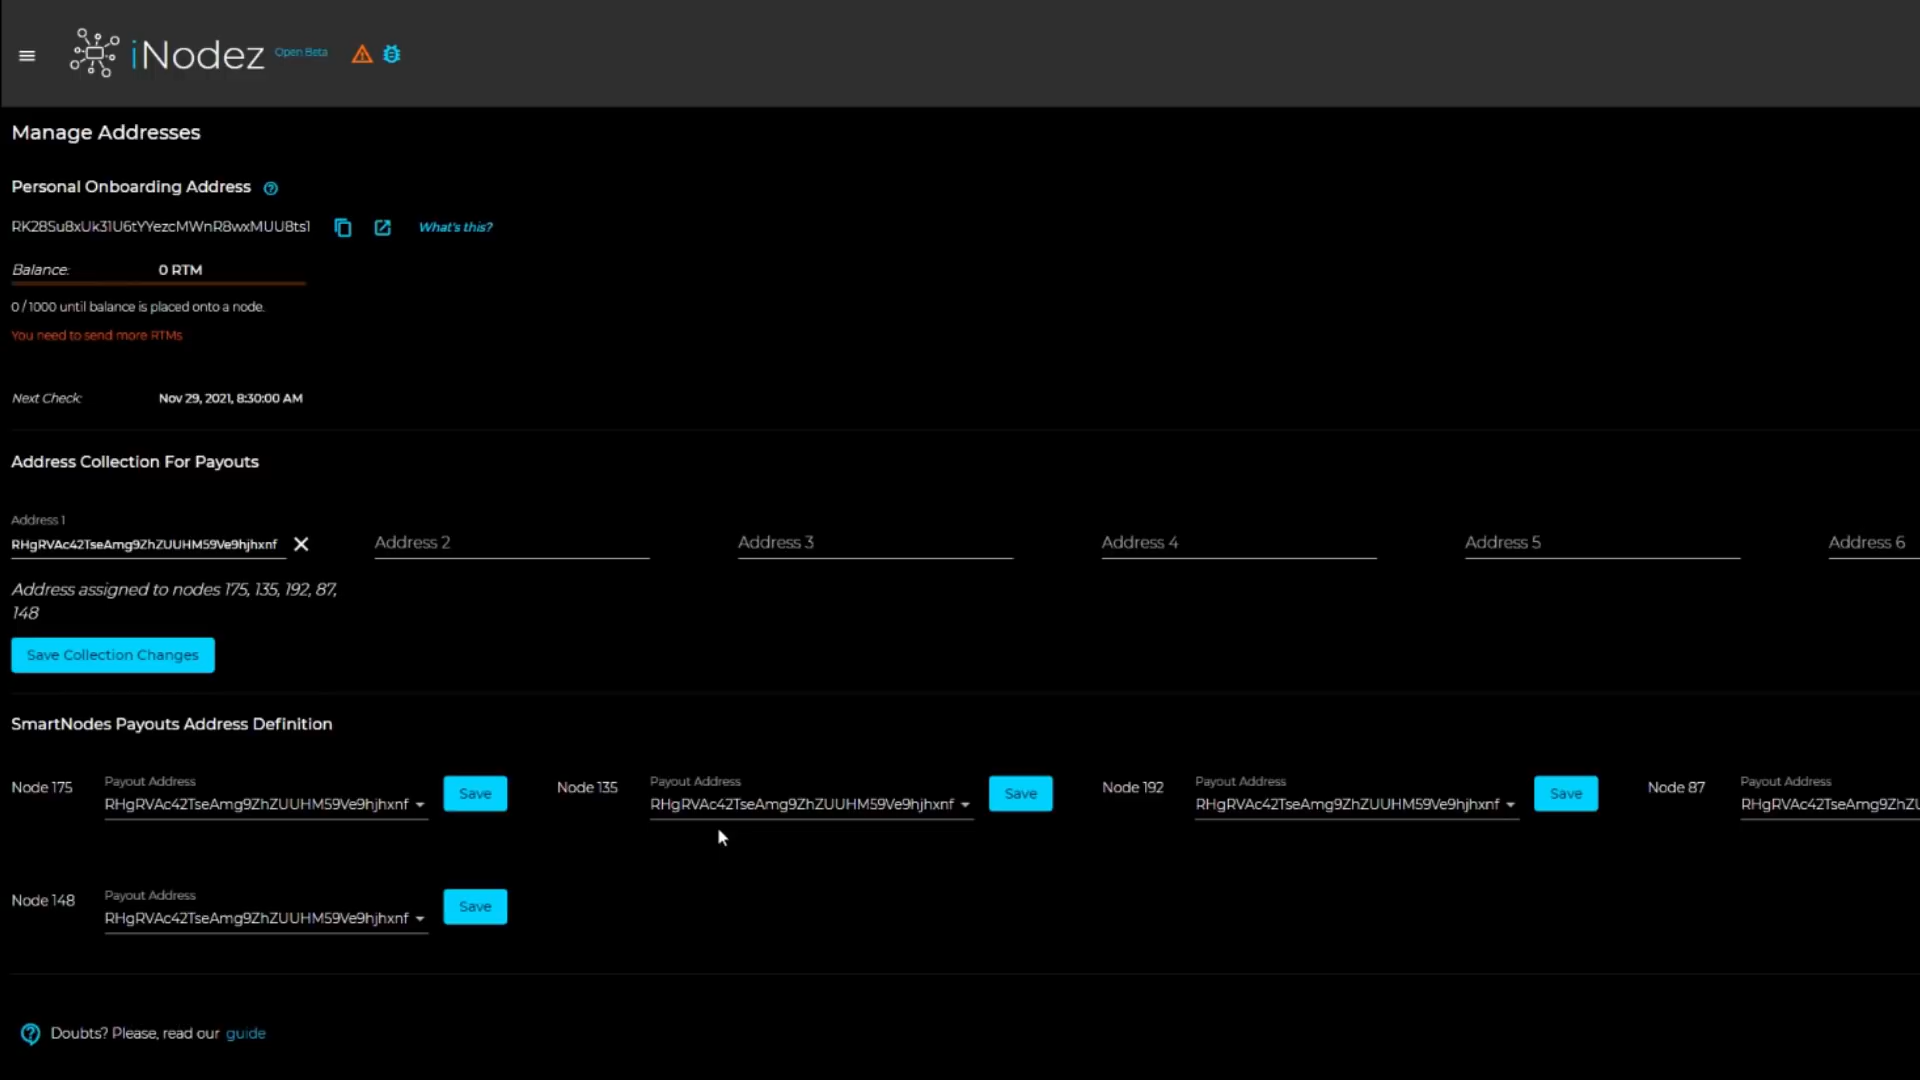 iNodez Open Beta
Manage Addresses
Personal Onboarding Address
RK28Su8xUk31U6tYYezcMWnR8wxMUU8ts1 What's this?
Balance: 0 RTM
0 / 1000 until balance is placed onto a node.
You need to send more RTMs
Next Check: Nov 29, 2021, 8:30:00 AM
Address Collection For Payouts
Address 1
RHgRVAc42TseAmg9ZhZUUHM59Ve9hjhxnf Address 2 Address 3 Address 4 Address 5 Address 6
Address assigned to nodes 175, 135, 192, 87,
148
Save Collection Changes
SmartNodes Payouts Address Definition
Node 175 Payout Address Save Node 135 Payout Address Save Node 192 Payout Address Save Node 87 Payout Address
RHgRVAc42TseAmg9ZhZUUHM59Ve9hjhxnf RHgRVAc42TseAmg9ZhZUUHM59Ve9hjhxnf RHgRVAc42TseAmg9ZhZUUHM59Ve9hjhxnf RHgRVAc42TseAmg9ZhZU
Node 148 Payout Address Save
RHgRVAc42TseAmg9ZhZUUHM59Ve9hjhxnf
Doubts? Please, read our guide